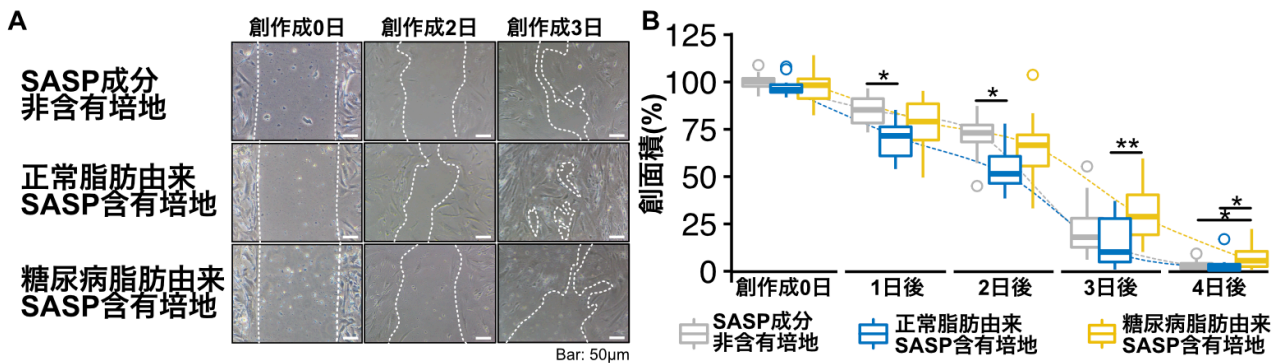 A
創作成0日 創作成2日 創作成3日
SASP成分
非含有培地
正常脂肪由来
SASP含有培地
糖尿病脂肪由来
SASP含有培地
Bar: 50µm
B
創面積(%)
125
100
75
50
25
0
* * ** * *
創作成0日 1日後 2日後 3日後 4日後
SASP成分
非含有培地
正常脂肪由来
SASP含有培地
糖尿病脂肪由来
SASP含有培地